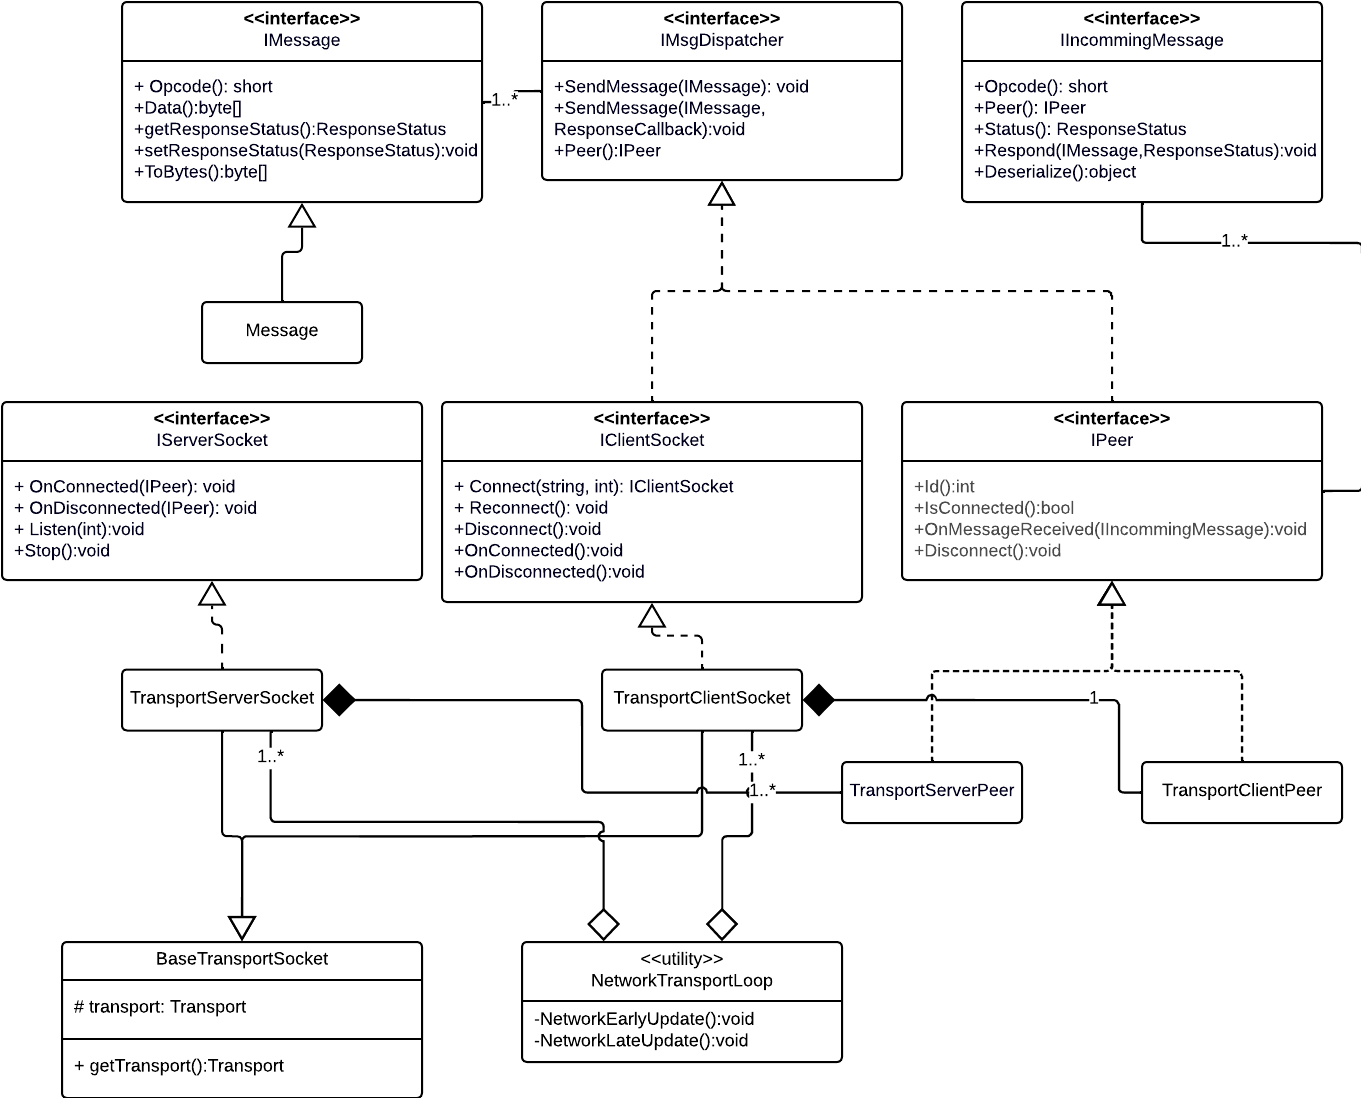 <<interface>>
IMessage
+ Opcode(): short
+Data():byte[]
+getResponseStatus():ResponseStatus
+setResponseStatus(ResponseStatus):void
+ToBytes():byte[]
1..*
<<interface>>
IMsgDispatcher
+SendMessage(IMessage): void
+SendMessage(IMessage,
ResponseCallback):void
+Peer():IPeer
<<interface>>
IIncommingMessage
+Opcode(): short
+Peer(): IPeer
+Status(): ResponseStatus
+Respond(IMessage,ResponseStatus):void
+Deserialize():object
1..*
Message
<<interface>>
IServerSocket
+ OnConnected(IPeer): void
+ OnDisconnected(IPeer): void
+ Listen(int):void
+Stop():void
<<interface>>
IClientSocket
+ Connect(string, int): IClientSocket
+ Reconnect(): void
+Disconnect():void
+OnConnected():void
+OnDisconnected():void
<<interface>>
IPeer
+Id():int
+IsConnected():bool
+OnMessageReceived(IIncommingMessage):void
+Disconnect():void
TransportServerSocket
TransportClientSocket
1
1..*
1..*
1..*
TransportServerPeer
TransportClientPeer
BaseTransportSocket
# transport: Transport
+ getTransport():Transport
<<utility>>
NetworkTransportLoop
-NetworkEarlyUpdate():void
-NetworkLateUpdate():void